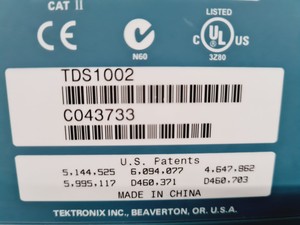 CAT II
N60
LISTED
C UL US
3Z80
TDS1002
C043733
U.S. Patents
5,144,525 6,094,077 4,647,862
5,995,117 D460,371 D460,703
MADE IN CHINA
TEKTRONIX INC., BEAVERTON, OR. U.S.A.